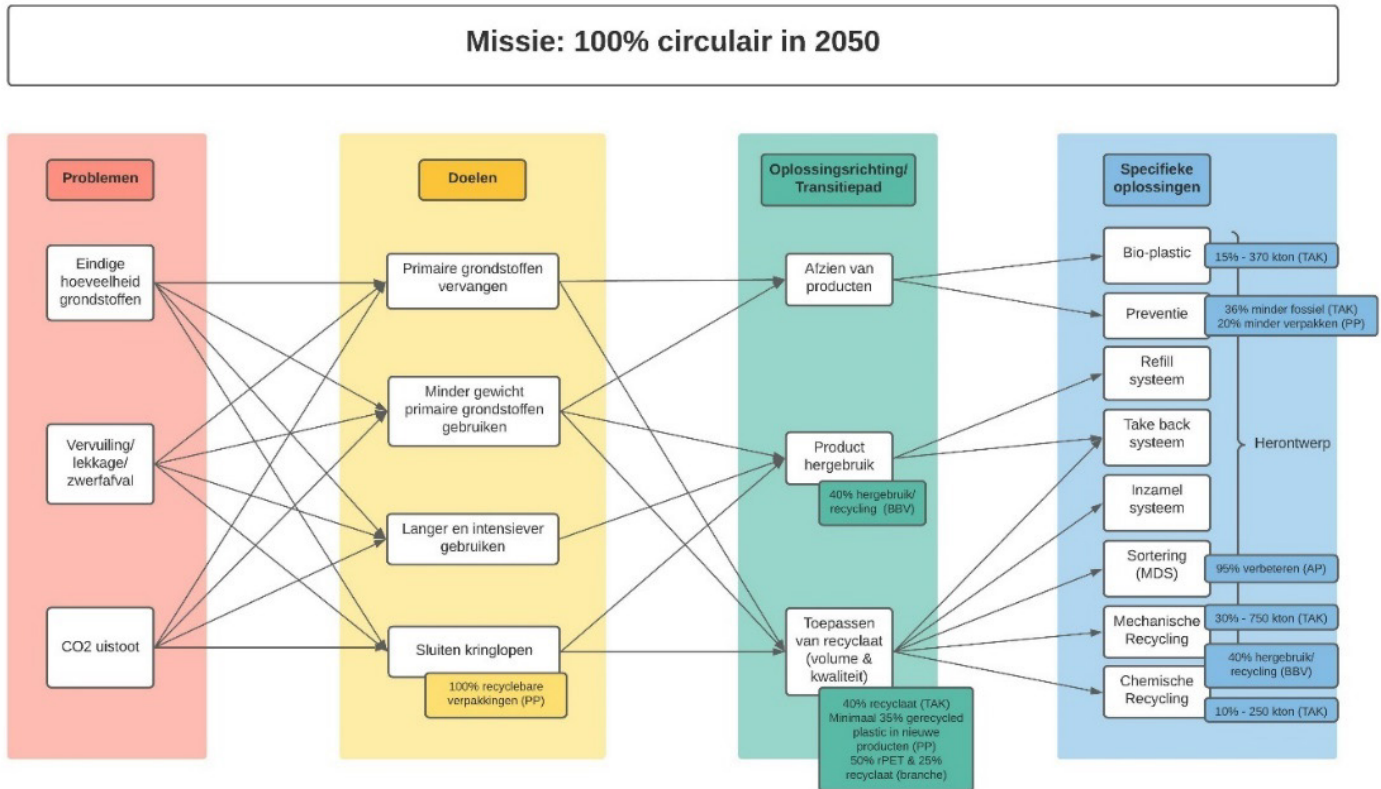 Missie: 100% circulair in 2050
Problemen
Eindige
hoeveelheid
grondstoffen
Vervuiling/
lekkage/
zwerfafval
CO2 uistoot
Doelen
Primaire grondstoffen
vervangen
Minder gewicht
primaire grondstoffen
gebruiken
Langer en intensiever
gebruiken
Sluiten kringlopen
100% recyclebare
verpakkingen (PP)
Oplossingsrichting/
Transitiepad
Afzien van
producten
Product
hergebruik
40% hergebruik/
recycling (BBV)
Toepassen
van recyclaat
(volume &
kwaliteit)
40% recyclaat (TAK)
Minimaal 35% gerecycled
plastic in nieuwe
producten (PP)
50% rPET & 25%
recyclaat (branche)
Specifieke
oplossingen
Bio-plastic
15% - 370 kton (TAK)
Preventie
36% minder fossiel (TAK)
20% minder verpakken (PP)
Refill
systeem
Take back
systeem
Herontwerp
Inzamel
systeem
Sortering
(MDS)
95% verbeteren (AP)
Mechanische
Recycling
30% - 750 kton (TAK)
40% hergebruik/
recycling (BBV)
Chemische
Recycling
10% - 250 kton (TAK)